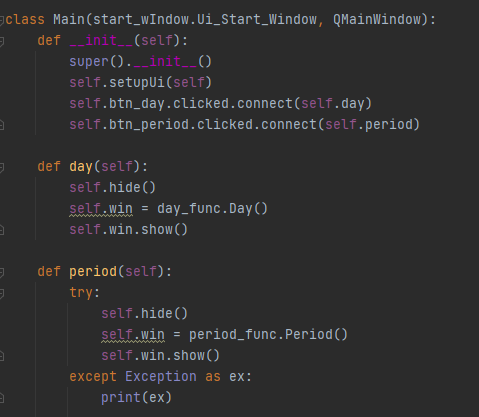 class Main(start_wIndow.Ui_Start_Window, QMainWindow):
    def __init__(self):
        super().__init__()
        self.setupUi(self)
        self.btn_day.clicked.connect(self.day)
        self.btn_period.clicked.connect(self.period)

    def day(self):
        self.hide()
        self.win = day_func.Day()
        self.win.show()

    def period(self):
        try:
            self.hide()
            self.win = period_func.Period()
            self.win.show()
        except Exception as ex:
            print(ex)